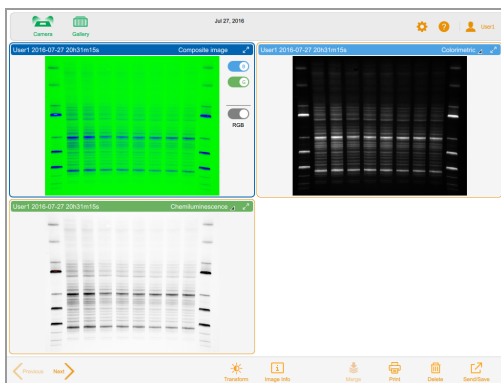 Jul 27, 2016
Camera
Gallery
User1
User1 2016-07-27 20h31m15s
Composite image
User1 2016-07-27 20h31m15s
Colorimetric
B
G
RGB
User1 2016-07-27 20h31m15s
Chemiluminescence
Previous
Next
Transform
Image Info
Merge
Print
Delete
Send/Save